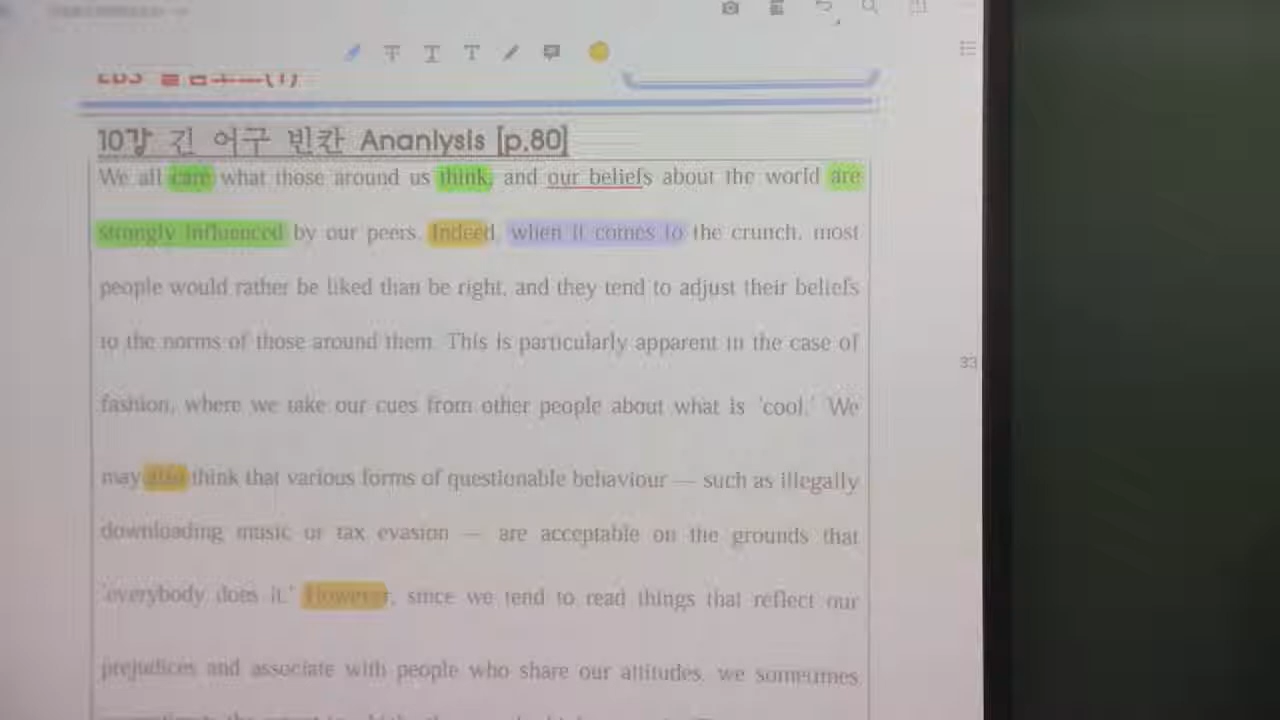 10강 긴 어구 빈칸 Ananlysis [p.80]
We all care what those around us think, and our beliefs about the world are
strongly influenced by our peers. Indeed, when it comes to the crunch, most
people would rather be liked than be right, and they tend to adjust their beliefs
to the norms of those around them. This is particularly apparent in the case of
fashion, where we take our cues from other people about what is 'cool.' We
may also think that various forms of questionable behaviour — such as illegally
downloading music or tax evasion — are acceptable on the grounds that
'everybody does it.' However, since we tend to read things that reflect our
prejudices and associate with people who share our attitudes, we sometimes
33